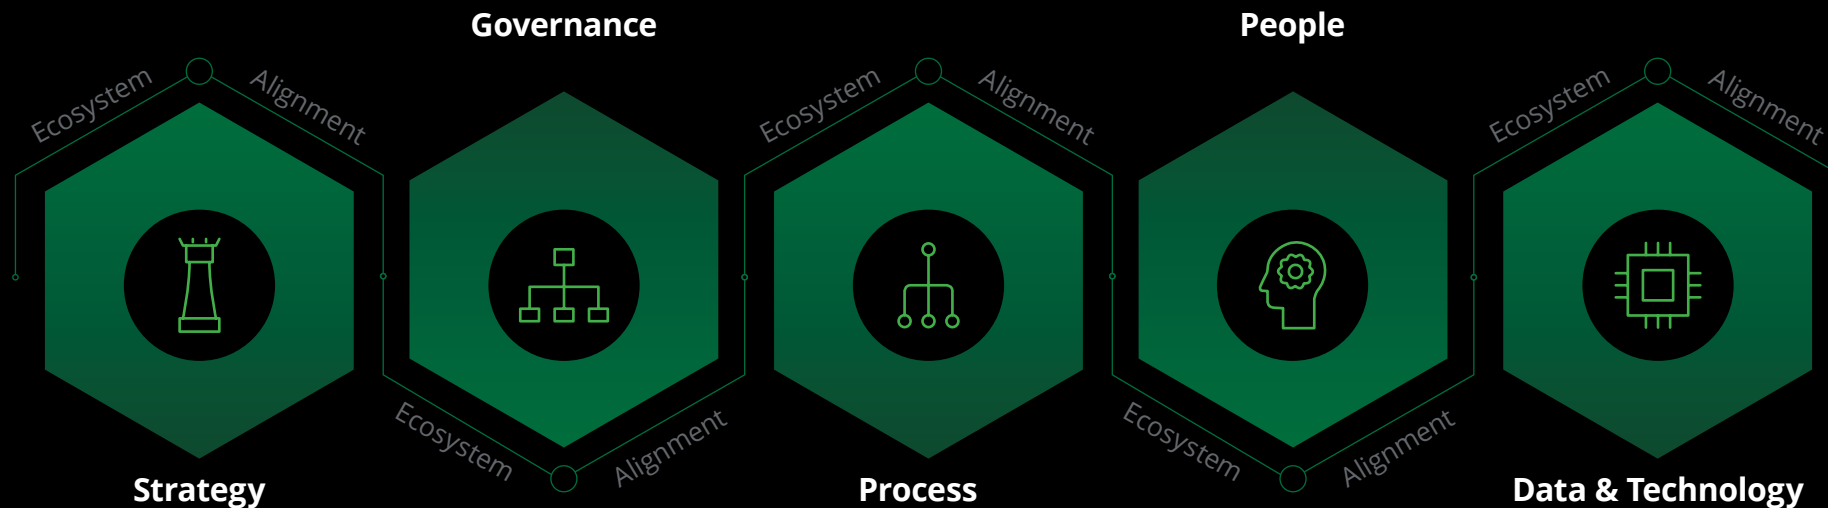 Governance
People
Ecosystem
Alignment
Ecosystem
Alignment
Ecosystem
Alignment
Ecosystem
Alignment
Ecosystem
Alignment
Strategy
Process
Data & Technology